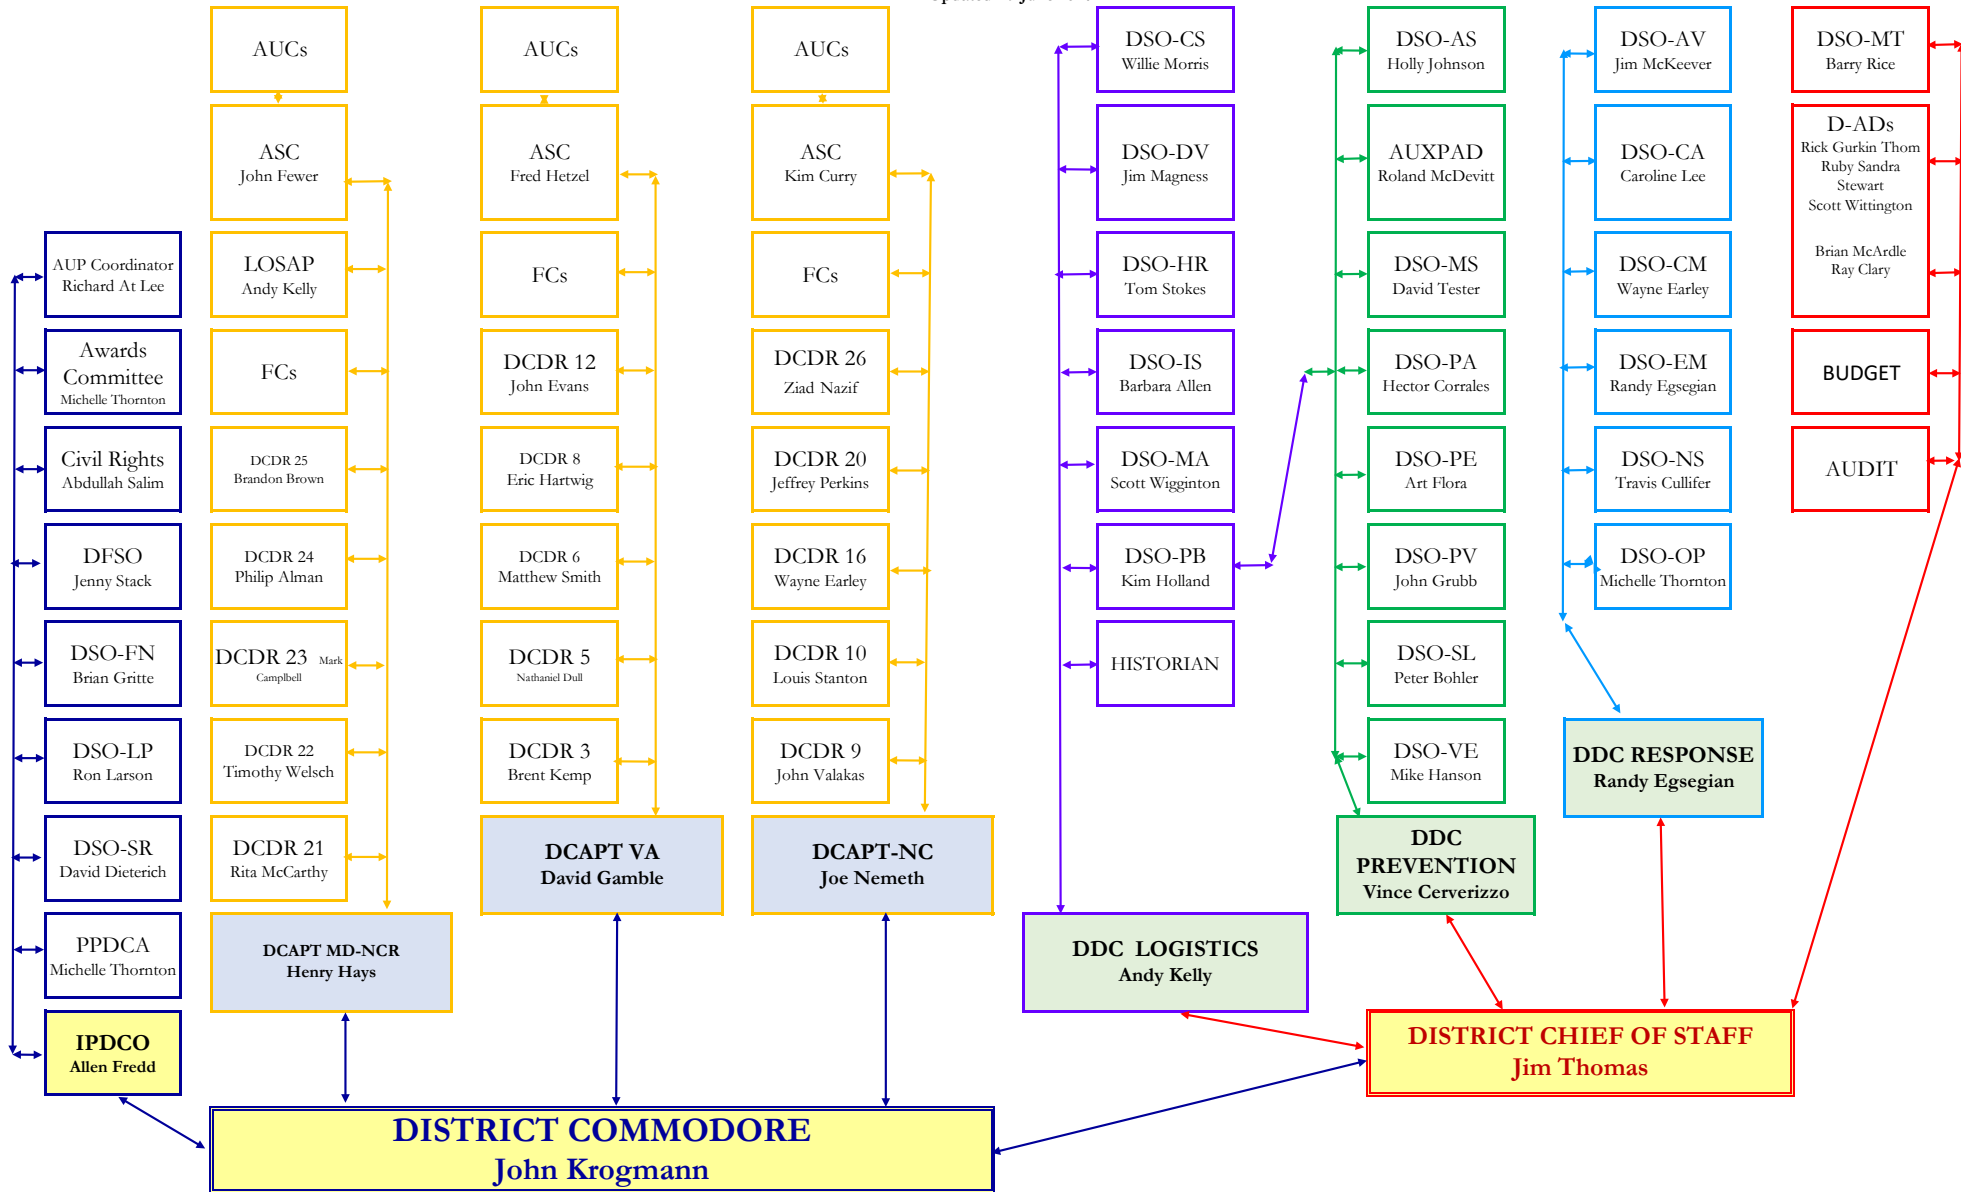 AUCs
ASC
John Fewer
LOSAP
Andy Kelly
FCs
DCDR 25
Brandon Brown
DCDR 24
Philip Alman
DCDR 23 Mark
Camplbell
DCDR 22
Timothy Welsch
DCDR 21
Rita McCarthy
DCAPT MD-NCR
Henry Hays
AUP Coordinator
Richard At Lee
Awards
Committee
Michelle Thornton
Civil Rights
Abdullah Salim
DFSO
Jenny Stack
DSO-FN
Brian Gritte
DSO-LP
Ron Larson
DSO-SR
David Dieterich
PPDCA
Michelle Thornton
IPDCO
Allen Fredd
AUCs
ASC
Fred Hetzel
FCs
DCDR 12
John Evans
DCDR 8
Eric Hartwig
DCDR 6
Matthew Smith
DCDR 5
Nathaniel Dull
DCDR 3
Brent Kemp
DCAPT VA
David Gamble
AUCs
ASC
Kim Curry
FCs
DCDR 26
Ziad Nazif
DCDR 20
Jeffrey Perkins
DCDR 16
Wayne Earley
DCDR 10
Louis Stanton
DCDR 9
John Valakas
DCAPT-NC
Joe Nemeth
DSO-CS
Willie Morris
DSO-DV
Jim Magness
DSO-HR
Tom Stokes
DSO-IS
Barbara Allen
DSO-MA
Scott Wigginton
DSO-PB
Kim Holland
HISTORIAN
DDC LOGISTICS
Andy Kelly
DSO-AS
Holly Johnson
AUXPAD
Roland McDevitt
DSO-MS
David Tester
DSO-PA
Hector Corrales
DSO-PE
Art Flora
DSO-PV
John Grubb
DSO-SL
Peter Bohler
DSO-VE
Mike Hanson
DDC
PREVENTION
Vince Cerverizzo
DSO-AV
Jim McKeever
DSO-CA
Caroline Lee
DSO-CM
Wayne Earley
DSO-EM
Randy Egsegian
DSO-NS
Travis Cullifer
DSO-OP
Michelle Thornton
DDC RESPONSE
Randy Egsegian
DSO-MT
Barry Rice
D-ADs
Rick Gurkin Thom
Ruby Sandra
Stewart
Scott Wittington
Brian McArdle
Ray Clary
BUDGET
AUDIT
DISTRICT CHIEF OF STAFF
Jim Thomas
DISTRICT COMMODORE
John Krogmann